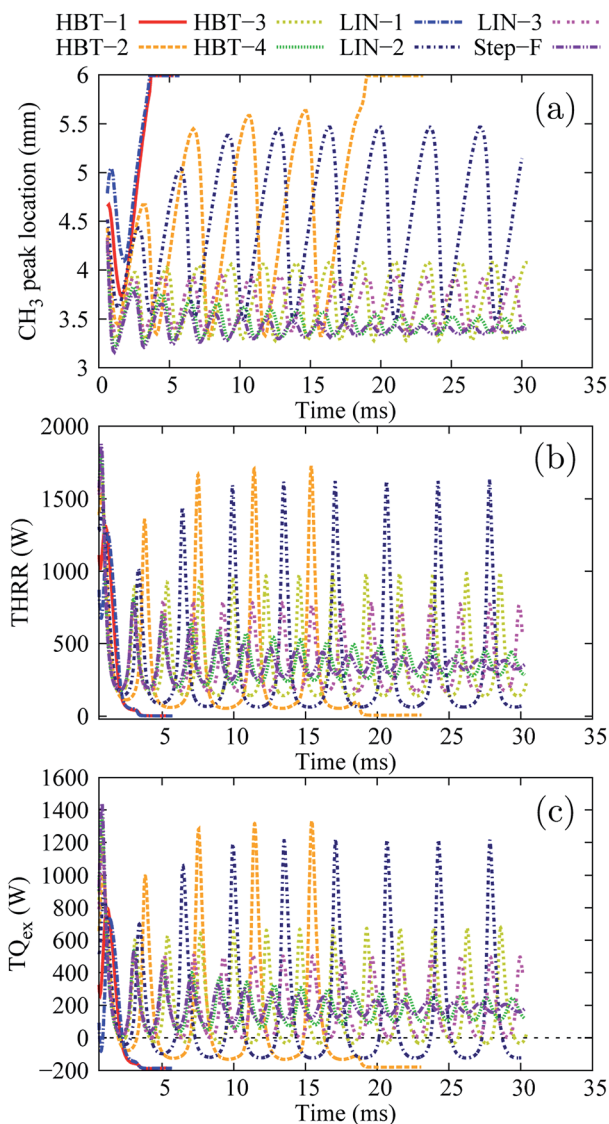 HBT−1 HBT−3 LIN−1 LIN−3
HBT−2 HBT−4 LIN−2 Step−F
6
5.5
5
4.5
4
3.5
3
CH3 peak location (mm)
(a)
0 5 10 15 20 25 30 35
Time (ms)
2000
1500
1000
500
0
THRR (W)
(b)
5 10 15 20 25 30 35
Time (ms)
1600
1400
1200
1000
800
600
400
200
0
−200
TQex (W)
(c)
5 10 15 20 25 30 35
Time (ms)